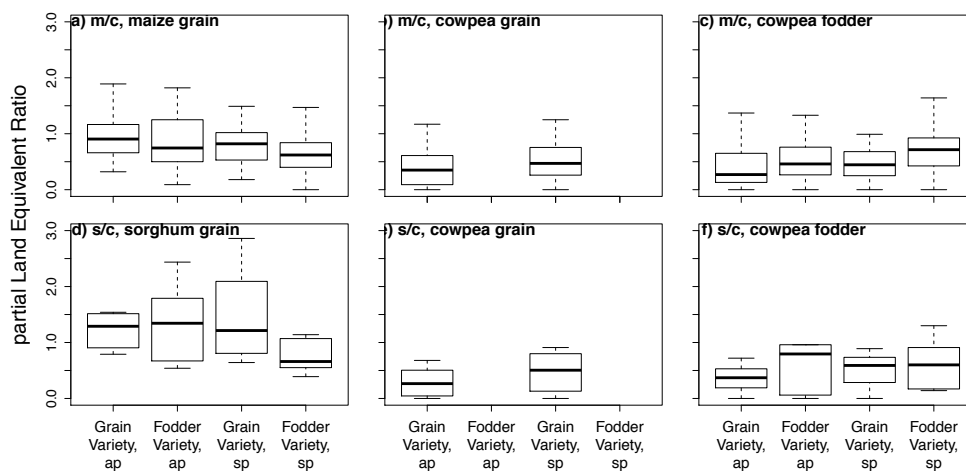 partial Land Equivalent Ratio
a) m/c, maize grain
) m/c, cowpea grain
c) m/c, cowpea fodder
3.0
2.0
1.0
0.0
d) s/c, sorghum grain
) s/c, cowpea grain
f) s/c, cowpea fodder
3.0
2.0
1.0
0.0
Grain Variety, ap
Fodder Variety, ap
Grain Variety, sp
Fodder Variety, sp
Grain Variety, ap
Fodder Variety, ap
Grain Variety, sp
Fodder Variety, sp
Grain Variety, ap
Fodder Variety, ap
Grain Variety, sp
Fodder Variety, sp